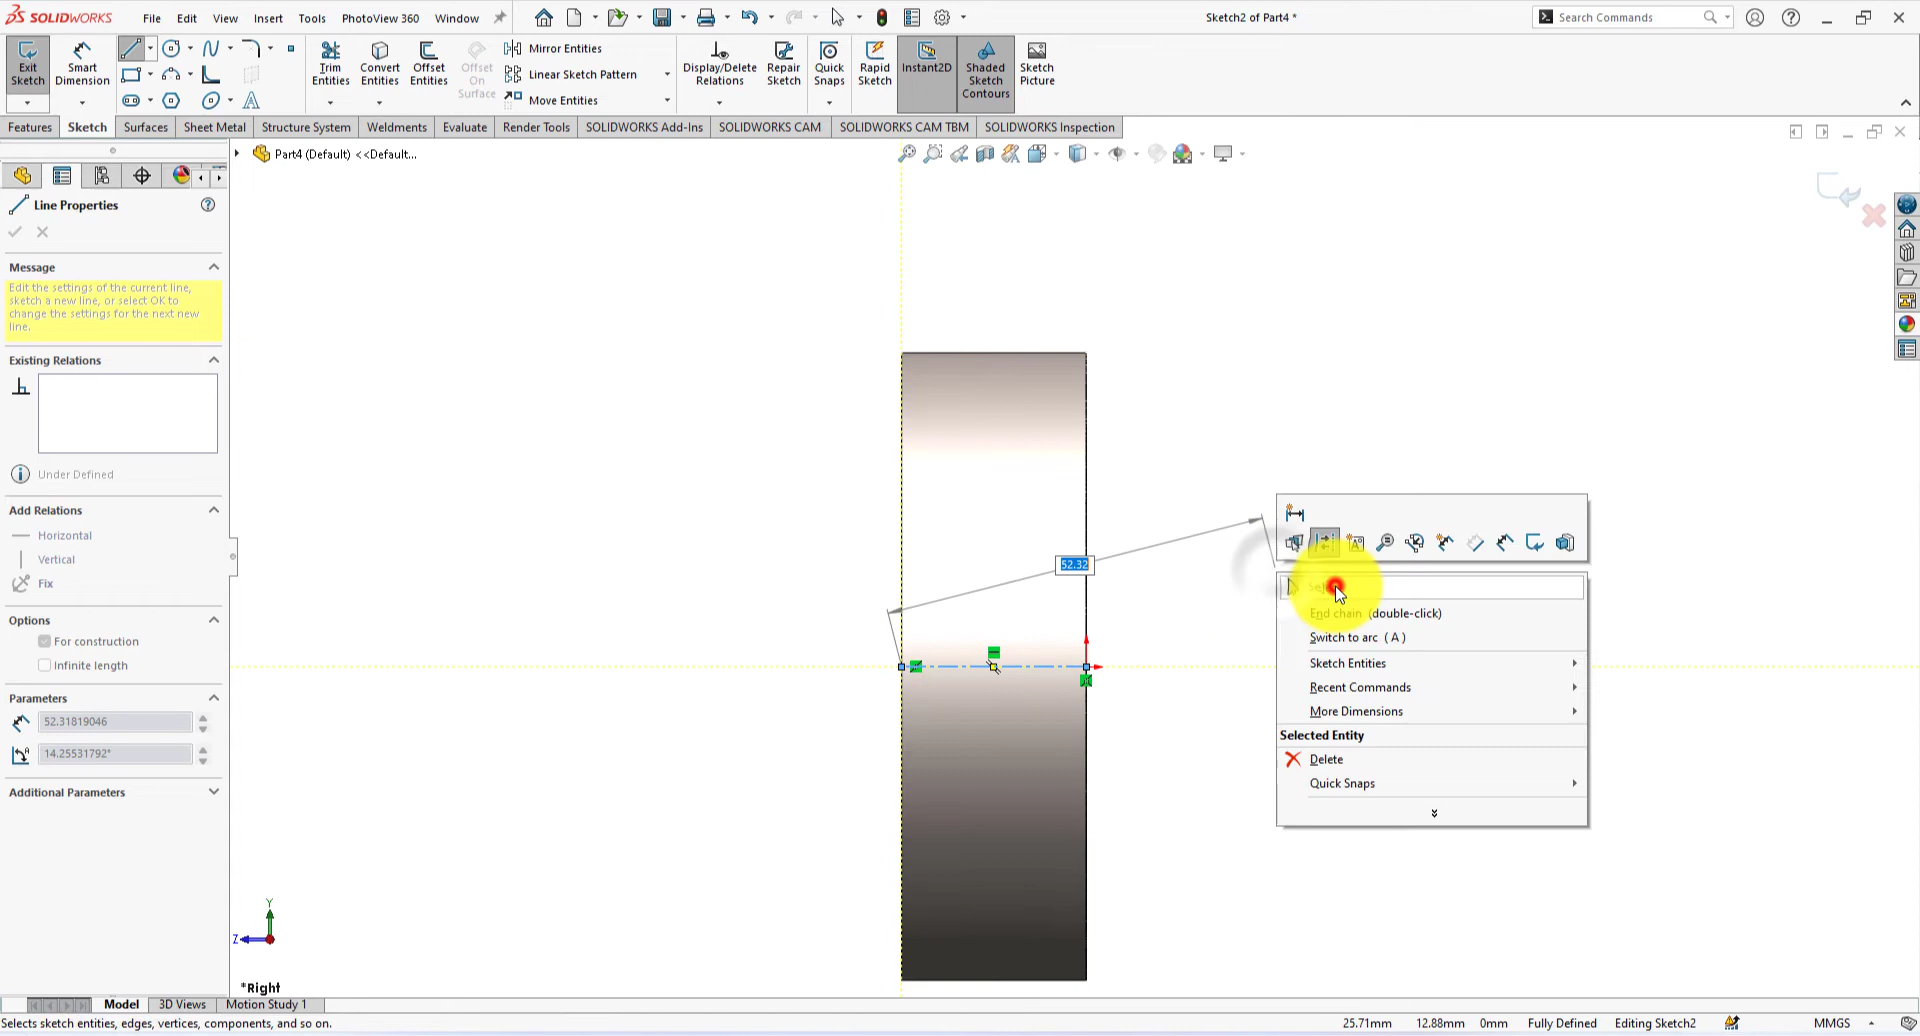 SOLIDWORKS
File
Edit
View
Insert
Tools
PhotoView 360
Window
Sketch2 of Part4 *
Search Commands
Exit
Sketch
Smart
Dimension
Trim
Entities
Convert
Entities
Offset
Entities
Offset
On
Surface
Mirror Entities
Linear Sketch Pattern
Move Entities
Display/Delete
Relations
Repair
Sketch
Quick
Snaps
Rapid
Sketch
Instant2D
Shaded
Sketch
Contours
Sketch
Picture
Features
Sketch
Surfaces
Sheet Metal
Structure System
Weldments
Evaluate
Render Tools
SOLIDWORKS Add-Ins
SOLIDWORKS CAM
SOLIDWORKS CAM TBM
SOLIDWORKS Inspection
Part4 (Default) <<Default...
Line Properties
Message
Edit the settings of the current line,
sketch a new line, or select OK to
change the settings for the next new
line.
Existing Relations
Under Defined
Add Relations
Horizontal
Vertical
Fix
Options
For construction
Infinite length
Parameters
52.31819046
14.25531792°
Additional Parameters
52.32
End chain (double-click)
Switch to arc ( A )
Sketch Entities
Recent Commands
More Dimensions
Selected Entity
Delete
Quick Snaps
Y
Z
*Right
Model
3D Views
Motion Study 1
Selects sketch entities, edges, vertices, components, and so on.
25.71mm
12.88mm
0mm
Fully Defined
Editing Sketch2
MMGS